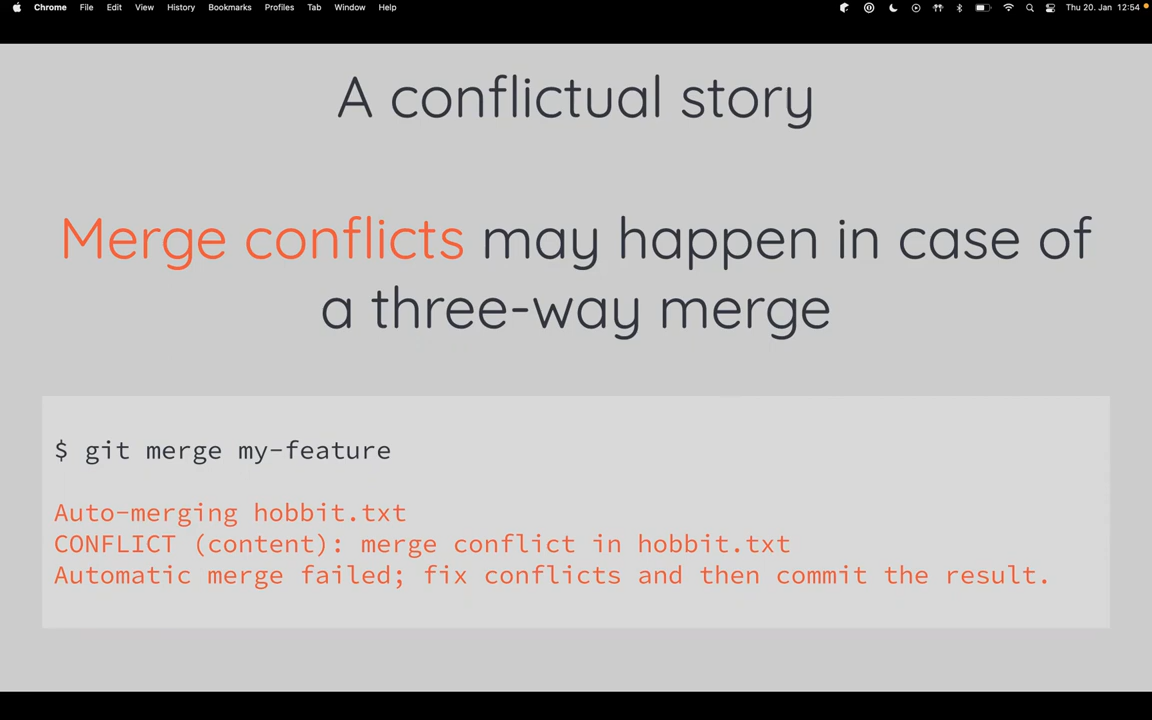 Chrome File Edit View History Bookmarks Profiles Tab Window Help Thu 20. Jan 12:54
A conflictual story
Merge conflicts may happen in case of
a three-way merge
$ git merge my-feature
Auto-merging hobbit.txt
CONFLICT (content): merge conflict in hobbit.txt
Automatic merge failed; fix conflicts and then commit the result.